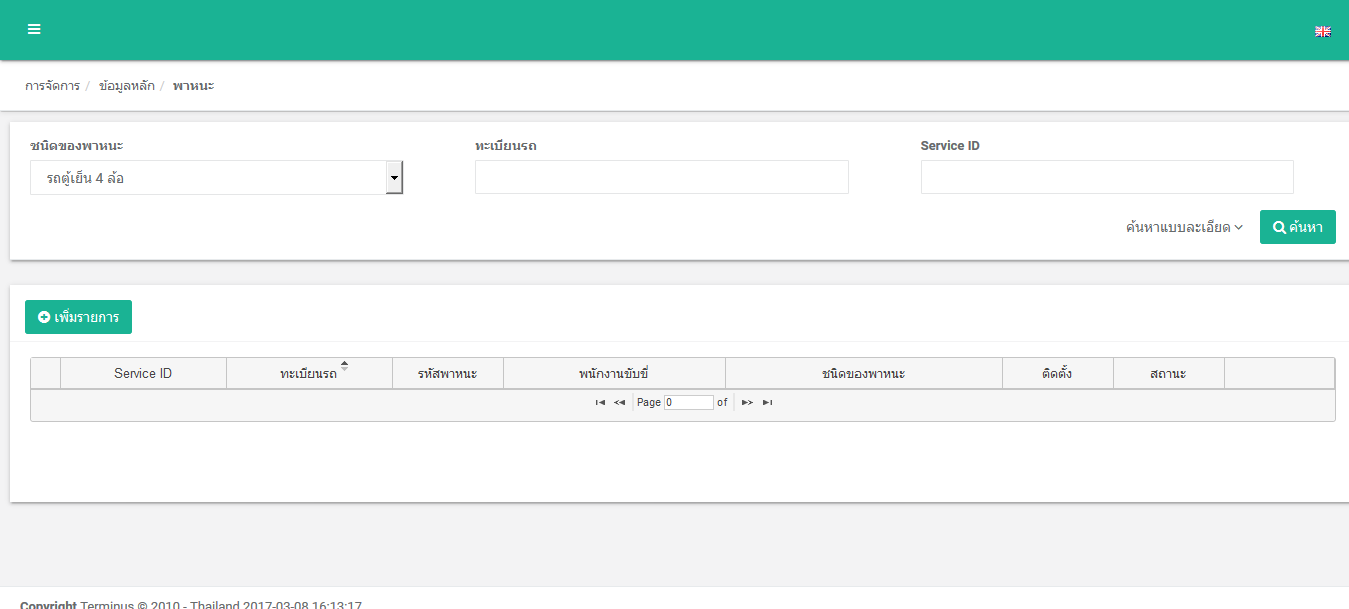 การจัดการ / ข้อมูลหลัก / พาหนะ
ชนิดของพาหนะ ทะเบียนรถ Service ID
รถตู้เย็น 4 ล้อ
ค้นหาแบบละเอียด ค้นหา
เพิ่มรายการ
Service ID ทะเบียนรถ รหัสพาหนะ พนักงานขับขี่ ชนิดของพาหนะ ติดตั้ง สถานะ
Page 0 of
Copyright Terminus © 2010 - Thailand 2017-03-08 16:13:17